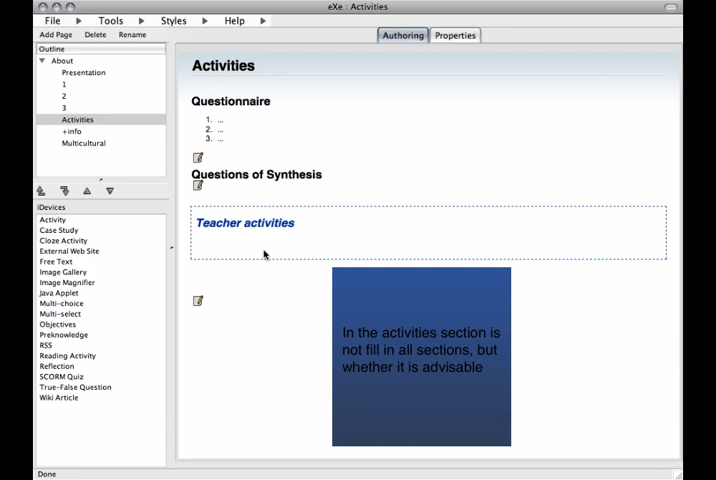 eXe : Activities
File Tools Styles Help
Add Page Delete Rename
Authoring Properties
Outline
About
Presentation
1
2
3
Activities
+info
Multicultural
iDevices
Activity
Case Study
Cloze Activity
External Web Site
Free Text
Image Gallery
Image Magnifier
Java Applet
Multi-choice
Multi-select
Objectives
Preknowledge
RSS
Reading Activity
Reflection
SCORM Quiz
True-False Question
Wiki Article
Activities
Questionnaire
1. ...
2. ...
3. ...
Questions of Synthesis
Teacher activities
In the activities section is
not fill in all sections, but
whether it is advisable
Done